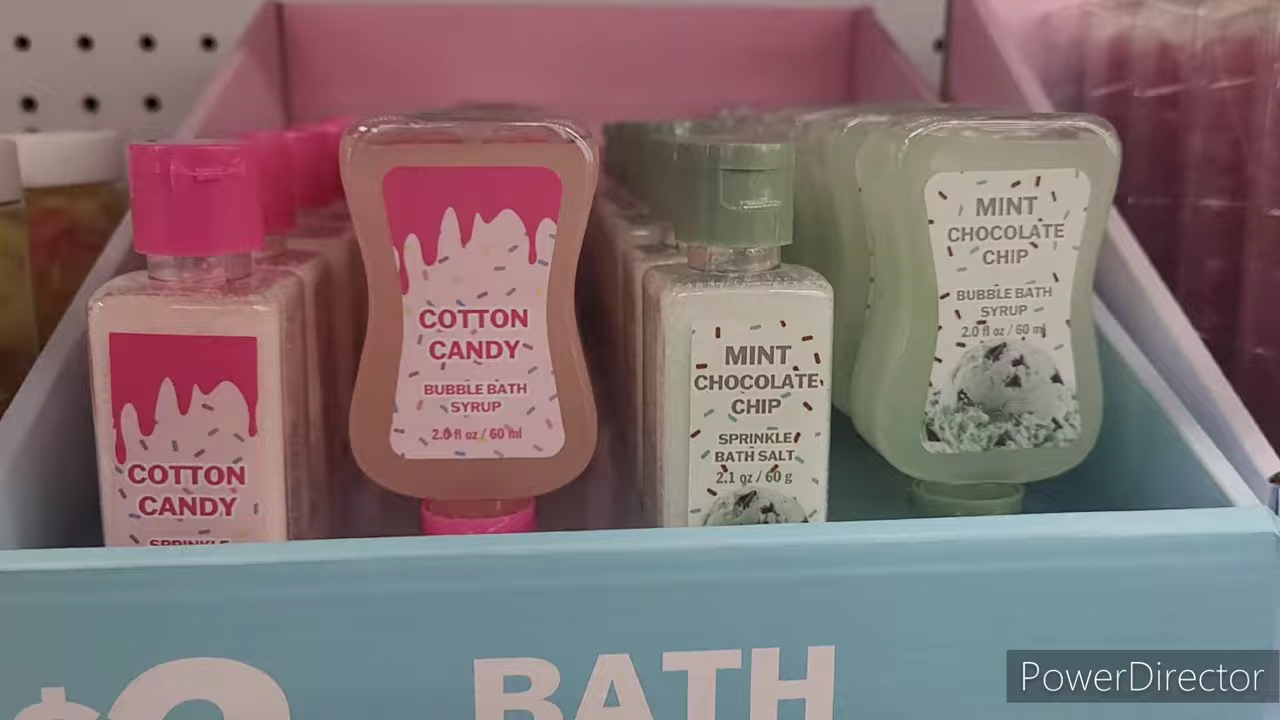 COTTON
CANDY
COTTON
CANDY
BUBBLE BATH
SYRUP
2.0 fl oz / 60 ml
MINT
CHOCOLATE
CHIP
SPRINKLE
BATH SALT
2.1 oz / 60 g
MINT
CHOCOLATE
CHIP
BUBBLE BATH
SYRUP
2.0 fl oz / 60 ml
BATH
PowerDirector